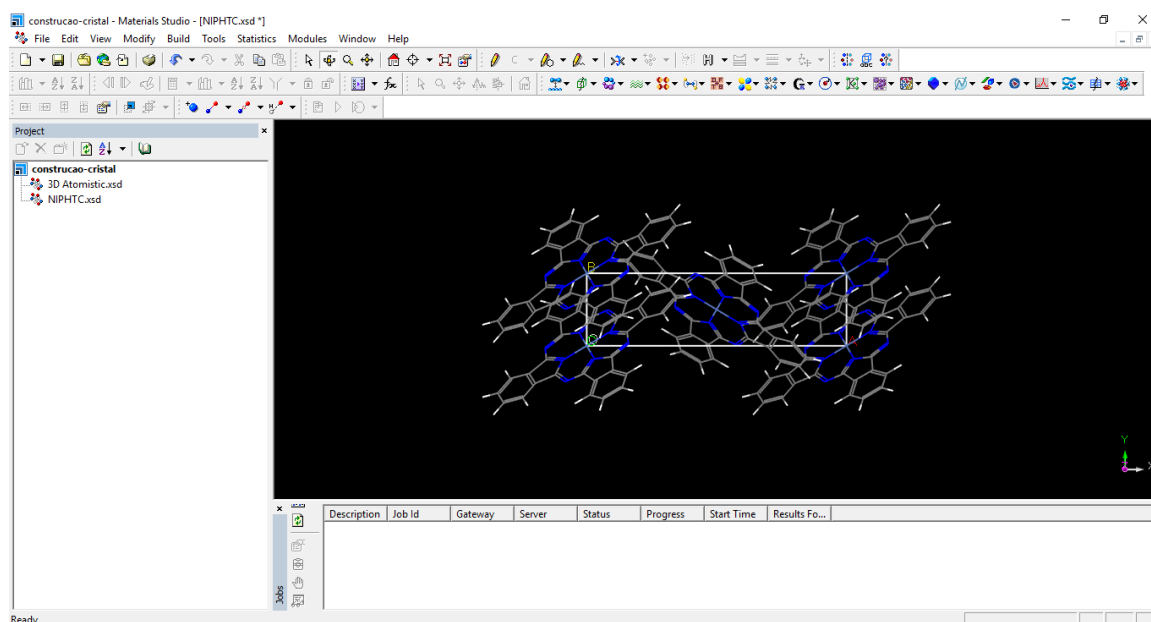 construcao-cristal - Materials Studio - [NIPHTC.xsd *]
File Edit View Modify Build Tools Statistics Modules Window Help
Project
construcao-cristal
3D Atomistic.xsd
NIPHTC.xsd
B
O
Y
X
Description Job Id Gateway Server Status Progress Start Time Results Fo...
Jobs
Ready